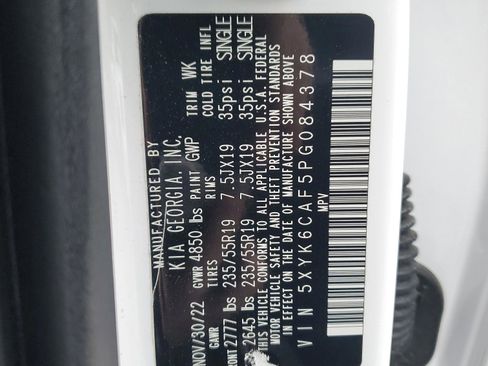 MANUFACTURED BY
KIA GEORGIA, INC.
NOV/30/22 GVWR 4850 lbs PAINT GWP TRIM WK
GAWR RIMS COLD TIRE INFL
FRONT 2777 lbs 235/55R19 7.5JX19 35psi SINGLE
2645 lbs 235/55R19 7.5JX19 35psi SINGLE
THIS VEHICLE CONFORMS TO ALL APPLICABLE U.S.A. FEDERAL
MOTOR VEHICLE SAFETY AND THEFT PREVENTION STANDARDS
IN EFFECT ON THE DATE OF MANUFACTURE SHOWN ABOVE
VIN 5XYK6CAF5PG084378
MPV